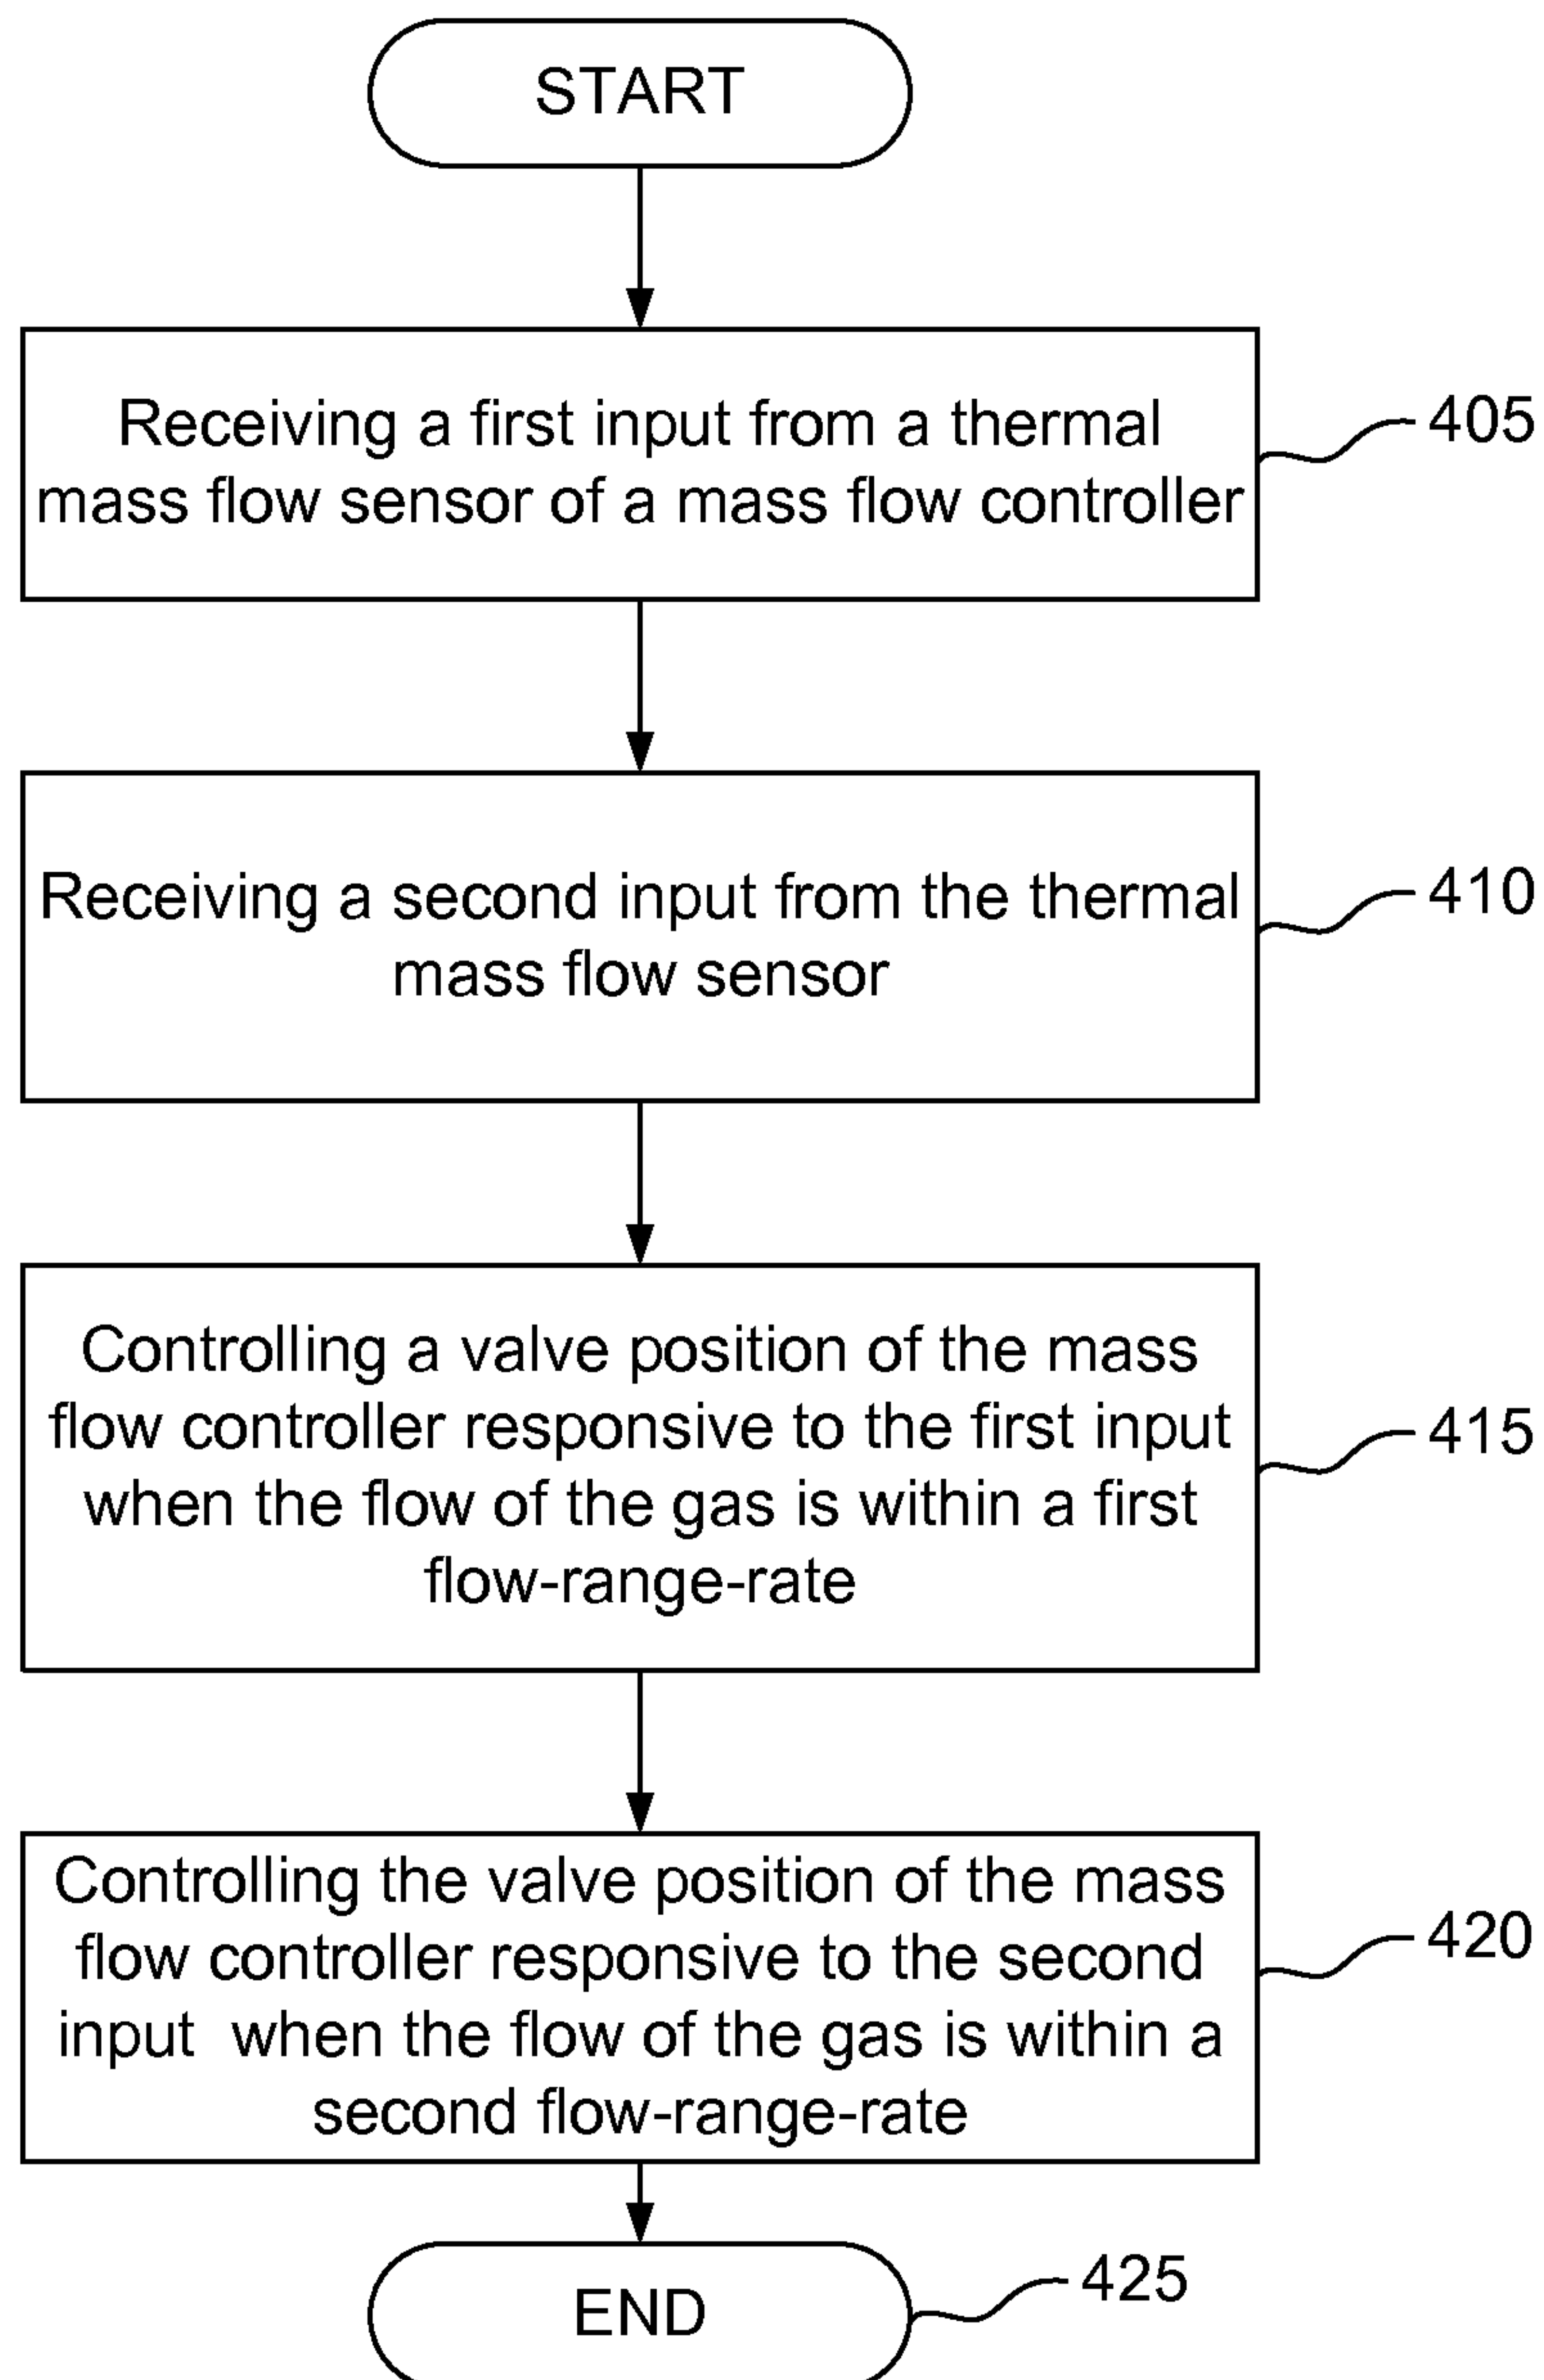 START
Receiving a first input from a thermal
mass flow sensor of a mass flow controller
405
Receiving a second input from the thermal
mass flow sensor
410
Controlling a valve position of the mass
flow controller responsive to the first input
when the flow of the gas is within a first
flow-range-rate
415
Controlling the valve position of the mass
flow controller responsive to the second
input when the flow of the gas is within a
second flow-range-rate
420
END
425